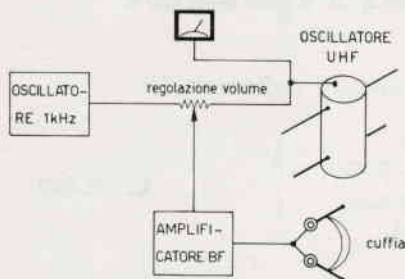 OSCILLATORE
UHF
OSCILLATO-
RE 1kHz
regolazione volume
AMPLIFI-
CATORE BF
cuffia